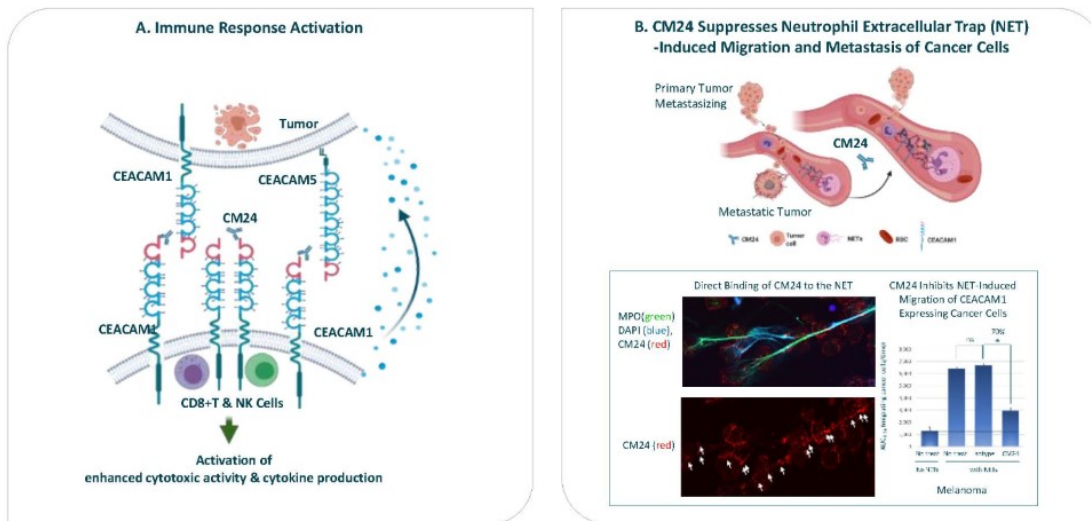 A. Immune Response Activation
Tumor
CEACAM1
CEACAM5
CM24
CEACAM1
CEACAM1
CD8+T & NK Cells
Activation of
enhanced cytotoxic activity & cytokine production
B. CM24 Suppresses Neutrophil Extracellular Trap (NET)
-Induced Migration and Metastasis of Cancer Cells
Primary Tumor
Metastasizing
CM24
Metastatic Tumor
CM24
Tumor
cell
NETs
RBC
CEACAM1
Direct Binding of CM24 to the NET
MPO(green)
DAPI (blue),
CM24 (red)
CM24 (red)
CM24 Inhibits NET-Induced
Migration of CEACAM1
Expressing Cancer Cells
70%
ns
*
No treat
No treat
Isotype
CM24
No NETs
with NETs
Melanoma